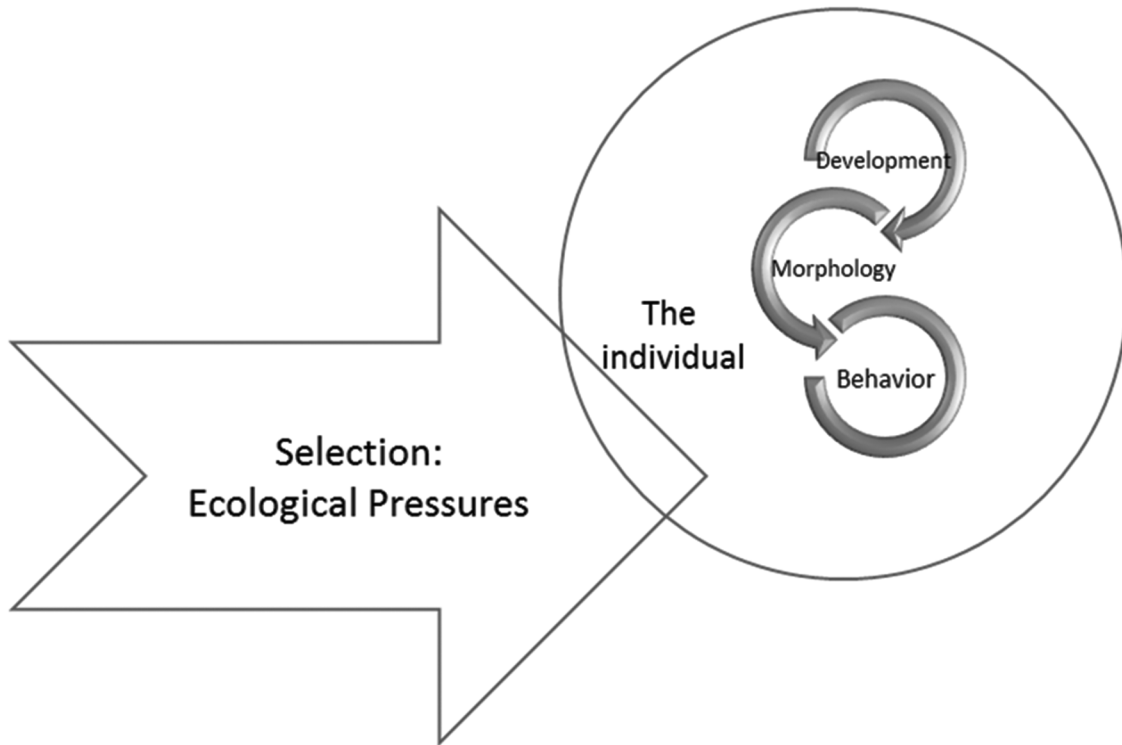 Development
Morphology
The
individual
Behavior
Selection:
Ecological Pressures